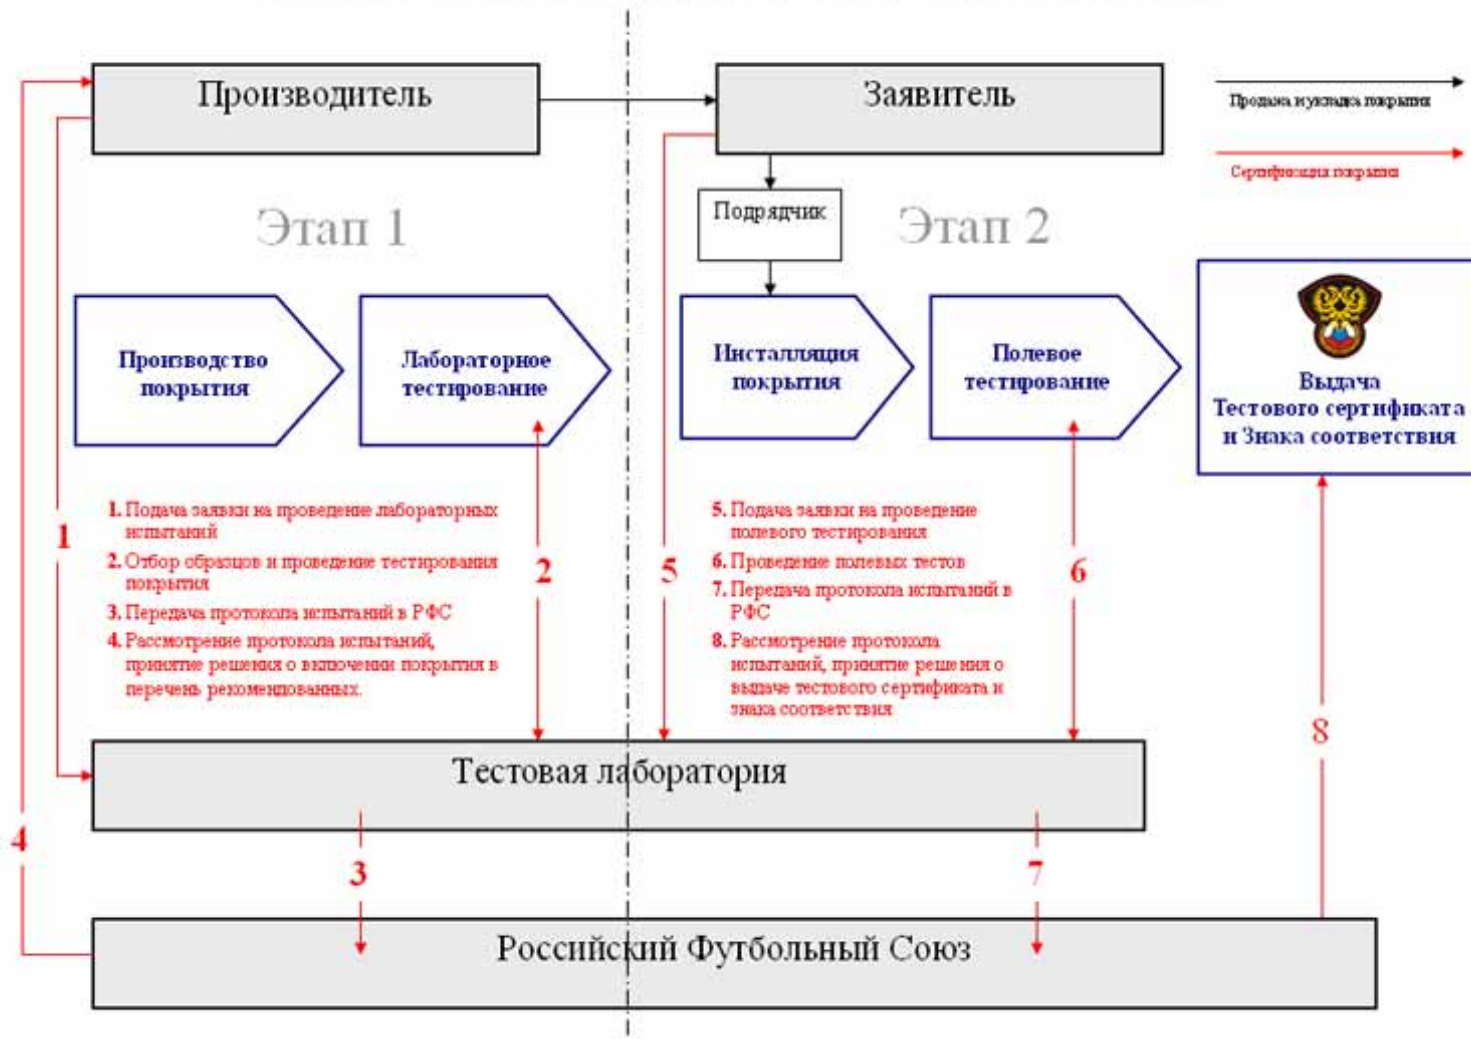 Производитель
Заявитель
Продажа и укладка покрытия
Сертификация покрытия
Этап 1
Подрядчик
Этап 2
Производство
покрытия
Лабораторное
тестирование
Инсталляция
покрытия
Полевое
тестирование
Выдача
Тестового сертификата
и Знака соответствия
1. Подача заявки на проведение лабораторных
испытаний
2. Отбор образцов и проведение тестирования
покрытия
3. Передача протокола испытаний в РФС
4. Рассмотрение протокола испытаний,
принятие решения о включении покрытия в
перечень рекомендованных.
5. Подача заявки на проведение
полевого тестирования
6. Проведение полевых тестов
7. Передача протокола испытаний в
РФС
8. Рассмотрение протокола
испытаний, принятие решения о
выдаче тестового сертификата и
знака соответствия
1
2
5
6
8
Тестовая лаборатория
4
3
7
Российский Футбольный Союз